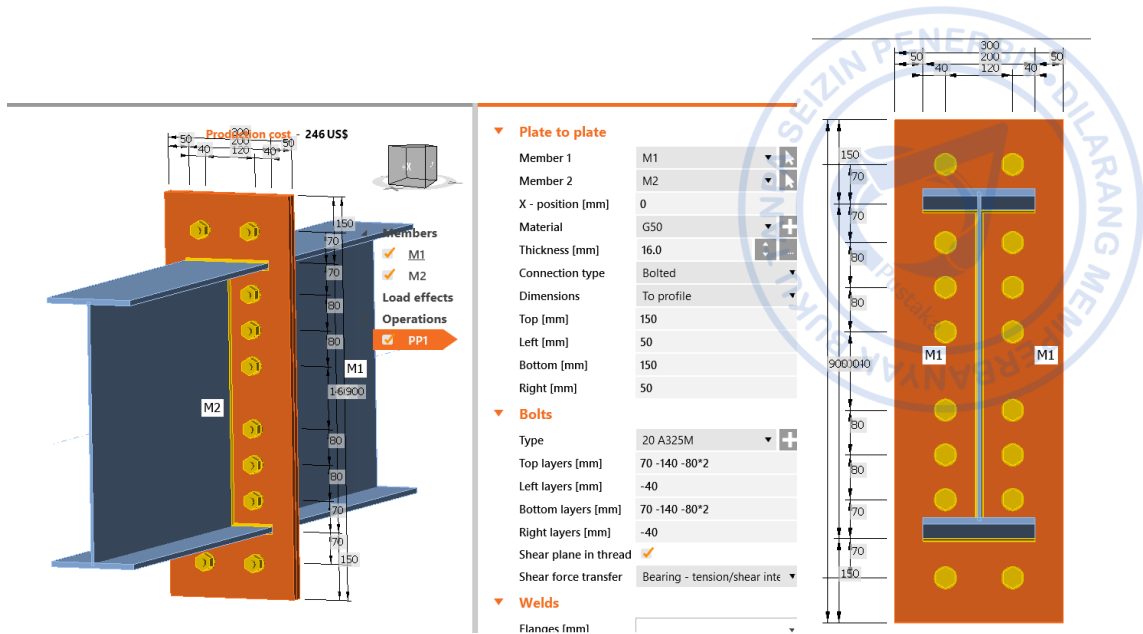 Production cost - 246 US$
300
50 200 50
40 120 40
150
70
70
80
80
80
80
70
70
150
M1
M2
Members
M1
M2
Load effects
Operations
PP1
Plate to plate
Member 1 M1
Member 2 M2
X - position [mm] 0
Material G50
Thickness [mm] 16.0
Connection type Bolted
Dimensions To profile
Top [mm] 150
Left [mm] 50
Bottom [mm] 150
Right [mm] 50
Bolts
Type 20 A325M
Top layers [mm] 70 -140 -80*2
Left layers [mm] -40
Bottom layers [mm] 70 -140 -80*2
Right layers [mm] -40
Shear plane in thread
Shear force transfer Bearing - tension/shear inte
Welds
Flanges [mm]
300
50 200 50
40 120 40
150
70
70
80
80
80
80
70
70
150
M1 M1
SEIZIN PENERBIT • DILARANG MEMPERBANYAK BUKU
Pustaka